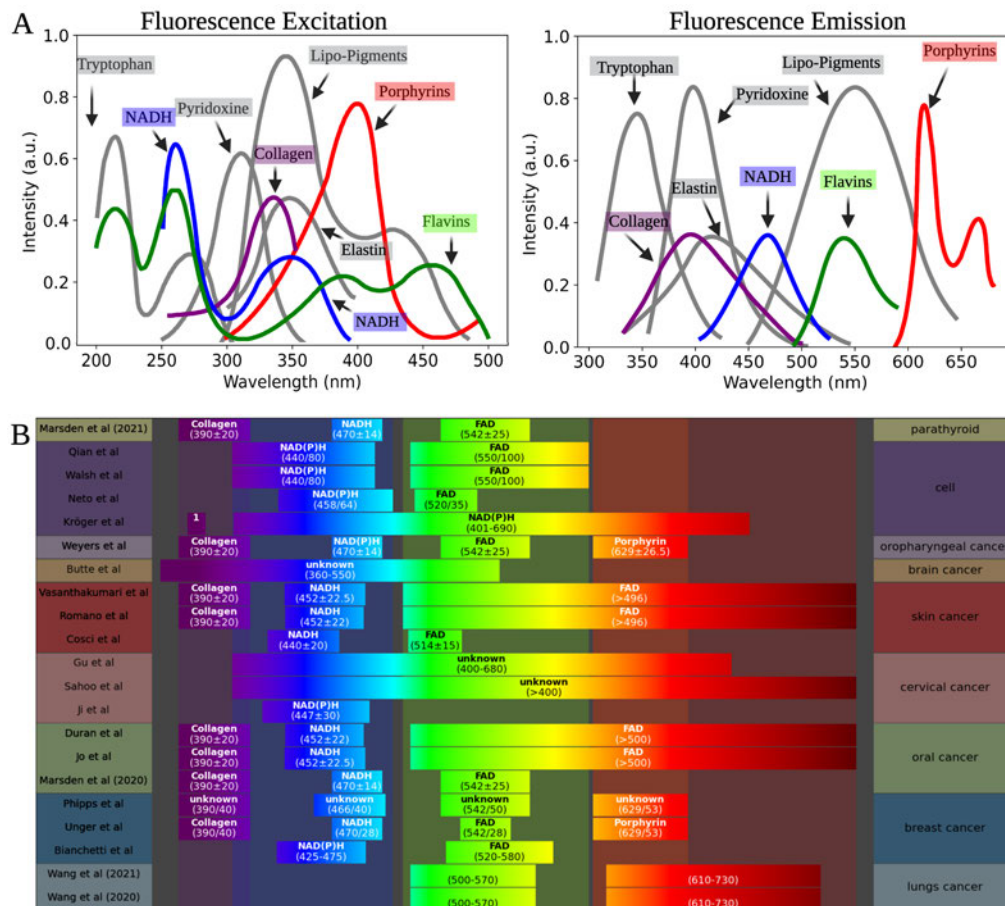 A
Fluorescence Excitation
Intensity (a.u.)
1.0
0.8
0.6
0.4
0.2
0.0
Tryptophan
NADH
Pyridoxine
Lipo-Pigments
Porphyrins
Collagen
Elastin
Flavins
NADH
200 250 300 350 400 450 500
Wavelength (nm)
Fluorescence Emission
Intensity (a.u.)
1.0
0.8
0.6
0.4
0.2
0.0
Tryptophan
Lipo-Pigments
Porphyrins
Pyridoxine
Elastin
NADH
Flavins
Collagen
300 350 400 450 500 550 600 650
Wavelength (nm)
B
Marsden et al (2021) Collagen NADH FAD parathyroid
(390±20) (470±14) (542±25)
Qian et al NAD(P)H FAD
(440/80) (550/100)
Walsh et al NAD(P)H FAD
(440/80) (550/100)
cell
Neto et al NAD(P)H FAD
(458/64) (520/35)
Kröger et al 1 NAD(P)H
(401-690)
Weyers et al Collagen NADH FAD Porphyrin oropharyngeal cancer
(390±20) (470±14) (542±25) (629±26.5)
Butte et al unknown brain cancer
(360-550)
Vasanthakumari et al Collagen NADH FAD
(390±20) (452±22.5) (>496)
Romano et al Collagen NADH FAD skin cancer
(390±20) (452±22) (>496)
Cosci et al NADH FAD
(440±20) (514±15)
Gu et al unknown
(400-680)
Sahoo et al unknown cervical cancer
(>400)
Ji et al NAD(P)H
(447±30)
Duran et al Collagen NADH FAD
(390±20) (452±22) (>500)
Jo et al Collagen NADH FAD oral cancer
(390±20) (452±22.5) (>500)
Marsden et al (2020) Collagen NADH FAD
(390±20) (470±14) (542±25)
Phipps et al unknown unknown unknown unknown
(390/40) (466/40) (542/50) (629/53)
Unger et al Collagen NADH FAD Porphyrin breast cancer
(390/40) (470/28) (542/28) (629/53)
Bianchetti et al NAD(P)H FAD
(425-475) (520-580)
Wang et al (2021) (500-570) (610-730)
lungs cancer
Wang et al (2020) (500-570) (610-730)